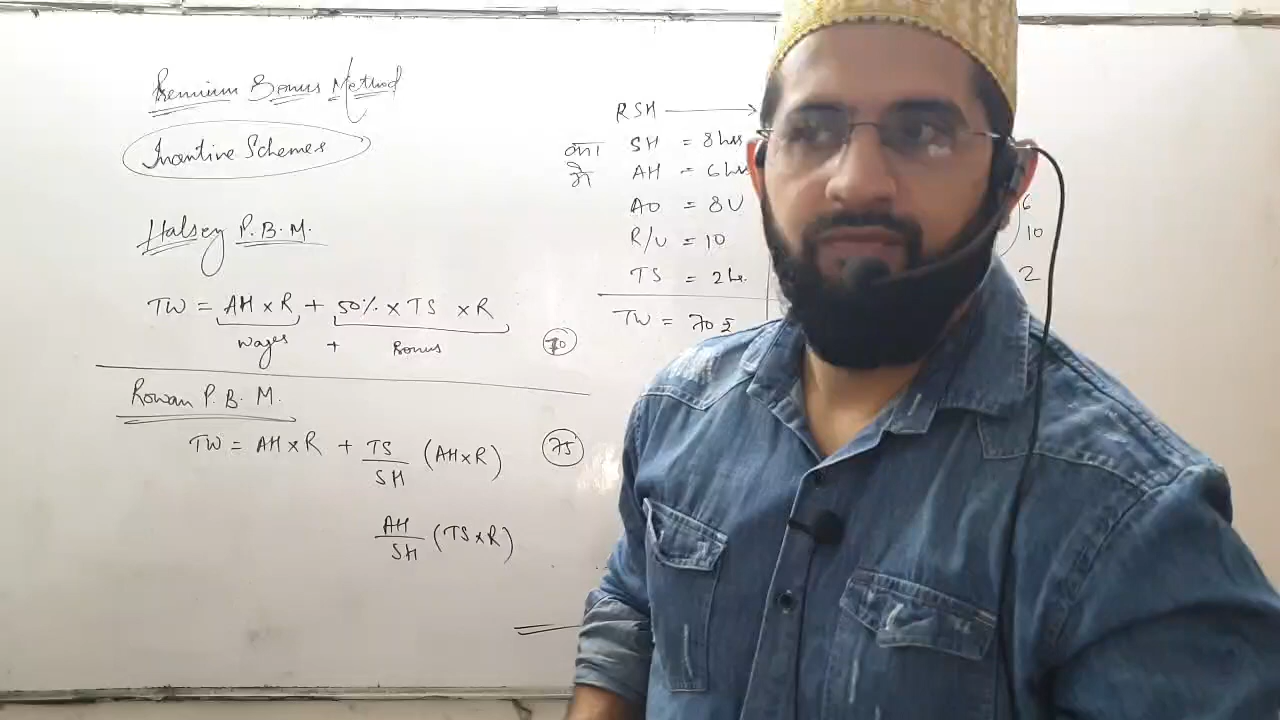 Premium Bonus Method
Incentive Schemes
Halsey P.B.M.
TW = AH x R + 50% x TS x R
wages + Bonus
70
Rowan P.B.M.
TW = AH x R + TS/SH (AH x R)
75
AH/SH (TS x R)
RSH →
का SH = 8 hrs
में AH = 6 hrs
AO = 8U
R/U = 10
TS = 2 hr.
TW = 70
6
10
2